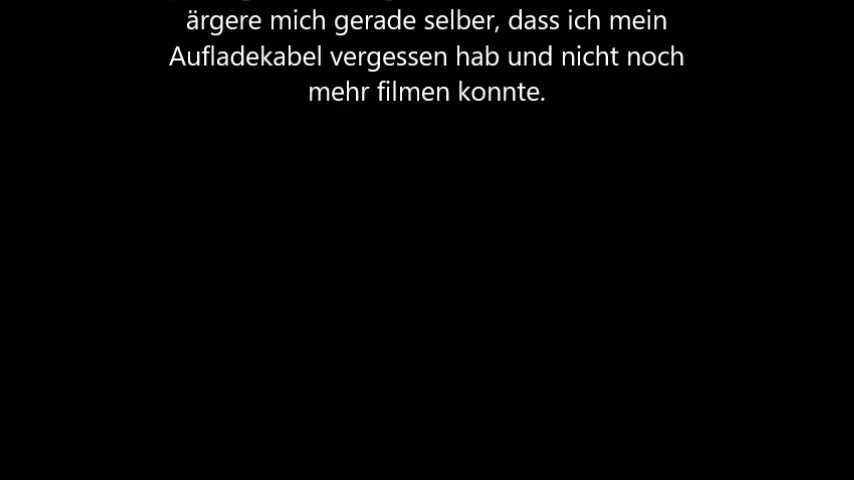 ärgere mich gerade selber, dass ich mein
Aufladekabel vergessen hab und nicht noch
mehr filmen konnte.